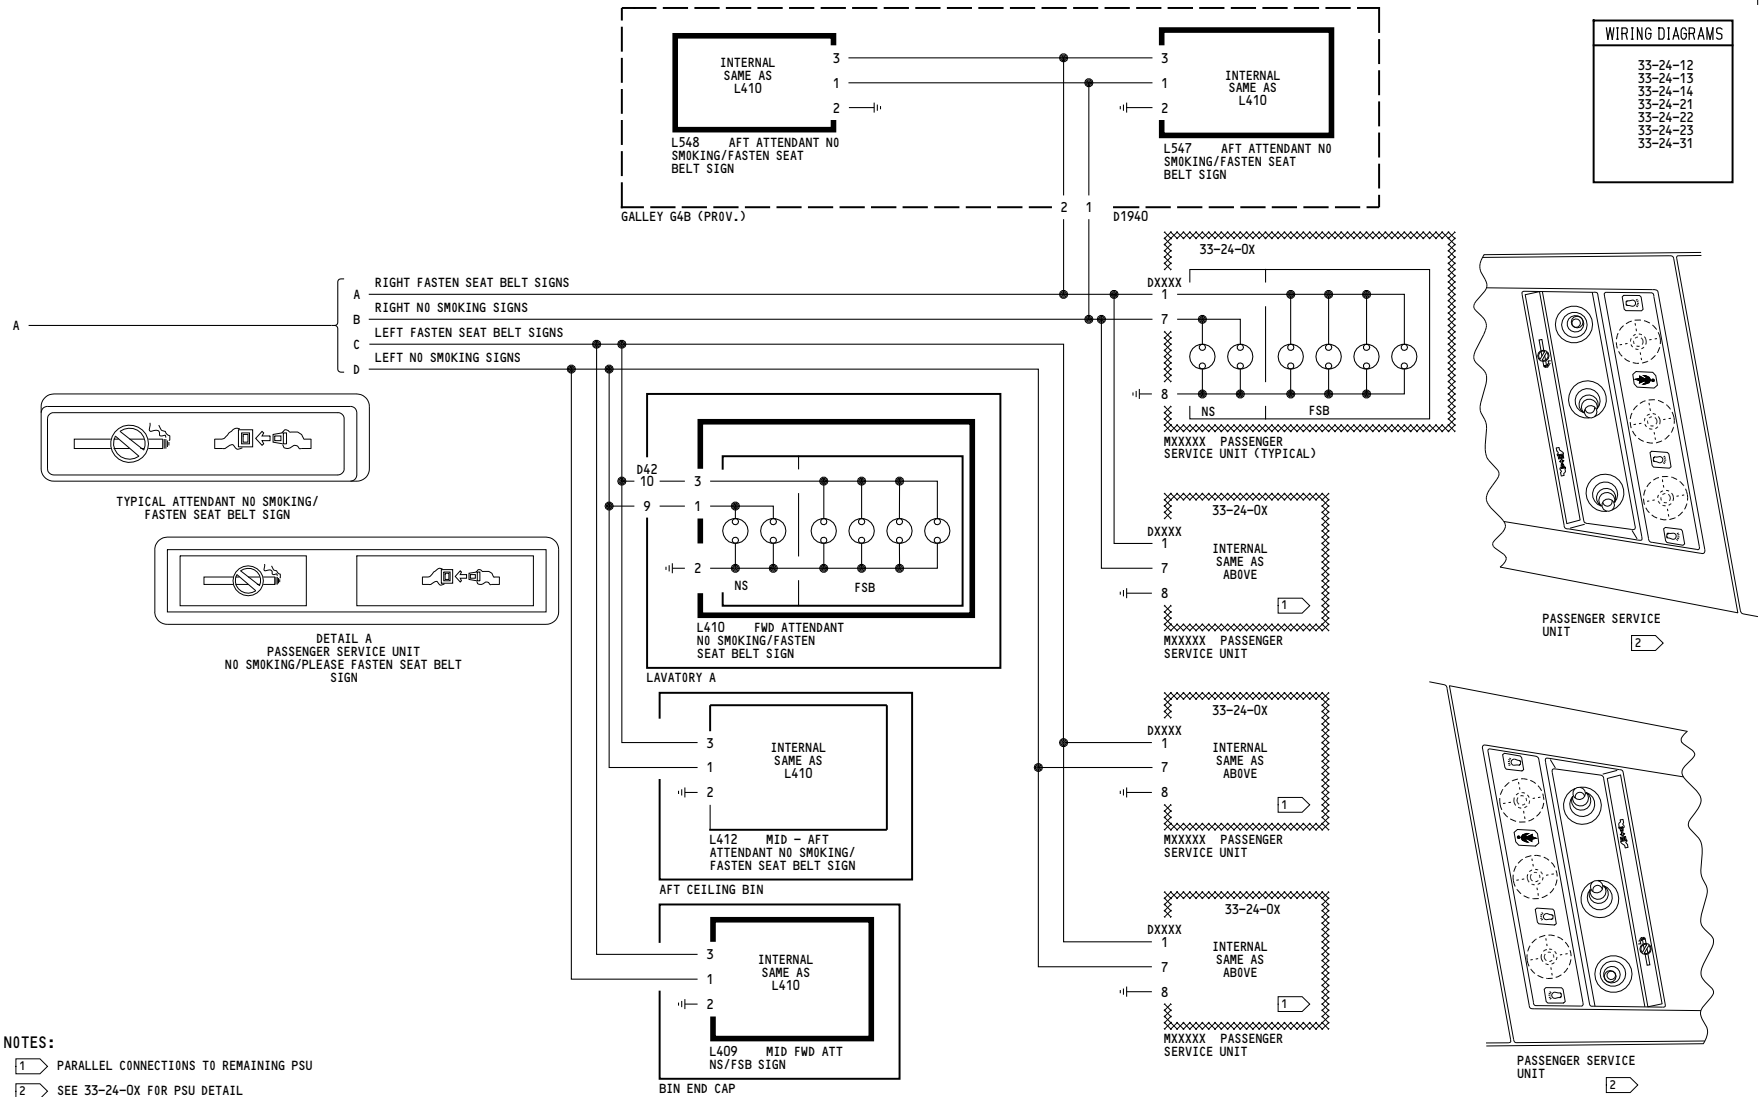 INTERNAL
SAME AS
L410
3
1
2
L548 AFT ATTENDANT NO
SMOKING/FASTEN SEAT
BELT SIGN
3
1
2
INTERNAL
SAME AS
L410
L547 AFT ATTENDANT NO
SMOKING/FASTEN SEAT
BELT SIGN
GALLEY G4B (PROV.)
2 1 D1940
WIRING DIAGRAMS
33-24-12
33-24-13
33-24-14
33-24-21
33-24-22
33-24-23
33-24-31
A
A RIGHT FASTEN SEAT BELT SIGNS
B RIGHT NO SMOKING SIGNS
C LEFT FASTEN SEAT BELT SIGNS
D LEFT NO SMOKING SIGNS
33-24-0X
DXXXX
1
7
8
NS FSB
MXXXXX PASSENGER
SERVICE UNIT (TYPICAL)
TYPICAL ATTENDANT NO SMOKING/
FASTEN SEAT BELT SIGN
DETAIL A
PASSENGER SERVICE UNIT
NO SMOKING/PLEASE FASTEN SEAT BELT
SIGN
D42
10 3
9 1
2
NS FSB
L410 FWD ATTENDANT
NO SMOKING/FASTEN
SEAT BELT SIGN
LAVATORY A
33-24-0X
DXXXX
1
7
8
INTERNAL
SAME AS
ABOVE
1
MXXXXX PASSENGER
SERVICE UNIT
PASSENGER SERVICE
UNIT
2
3
1
2
INTERNAL
SAME AS
L410
L412 MID - AFT
ATTENDANT NO SMOKING/
FASTEN SEAT BELT SIGN
AFT CEILING BIN
33-24-0X
DXXXX
1
7
8
INTERNAL
SAME AS
ABOVE
1
MXXXXX PASSENGER
SERVICE UNIT
3
1
2
INTERNAL
SAME AS
L410
L409 MID FWD ATT
NS/FSB SIGN
BIN END CAP
33-24-0X
DXXXX
1
7
8
INTERNAL
SAME AS
ABOVE
1
MXXXXX PASSENGER
SERVICE UNIT
PASSENGER SERVICE
UNIT
2
NOTES:
1 PARALLEL CONNECTIONS TO REMAINING PSU
2 SEE 33-24-0X FOR PSU DETAIL